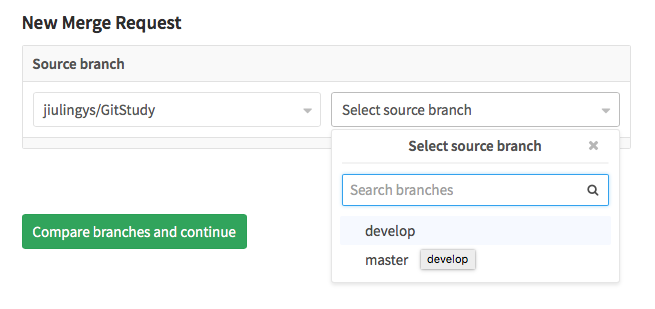 New Merge Request
Source branch
jiulingys/GitStudy
Select source branch
Select source branch
Search branches
develop
master
develop
Compare branches and continue